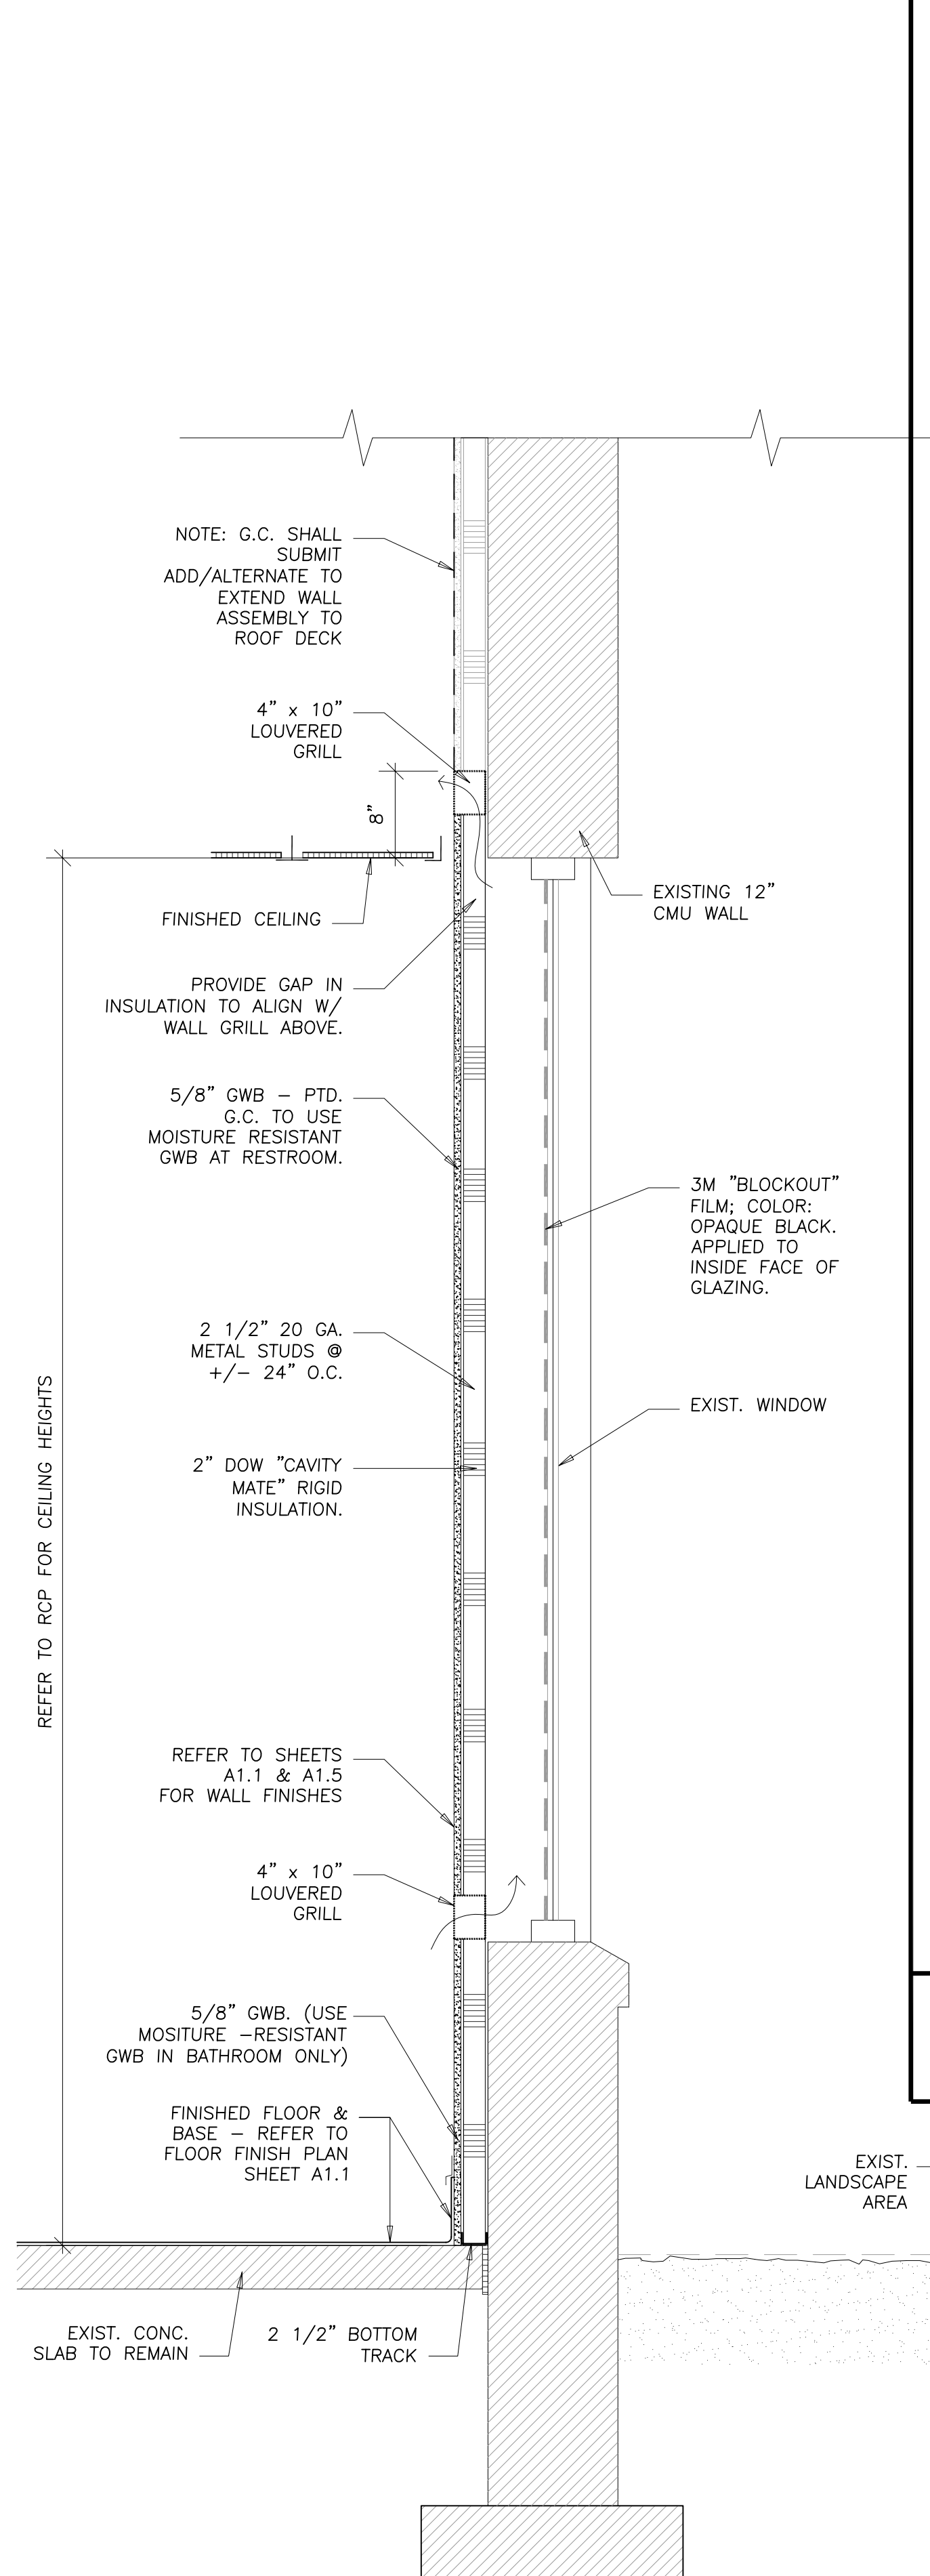 NOTE: G.C. SHALL
SUBMIT
ADD/ALTERNATE TO
EXTEND WALL
ASSEMBLY TO
ROOF DECK
4" x 10"
LOUVERED
GRILL
8"
FINISHED CEILING
EXISTING 12"
CMU WALL
PROVIDE GAP IN
INSULATION TO ALIGN W/
WALL GRILL ABOVE.
5/8" GWB - PTD.
G.C. TO USE
MOISTURE RESISTANT
GWB AT RESTROOM.
3M "BLOCKOUT"
FILM; COLOR:
OPAQUE BLACK.
APPLIED TO
INSIDE FACE OF
GLAZING.
2 1/2" 20 GA.
METAL STUDS @
+/- 24" O.C.
EXIST. WINDOW
REFER TO RCP FOR CEILING HEIGHTS
2" DOW "CAVITY
MATE" RIGID
INSULATION.
REFER TO SHEETS
A1.1 & A1.5
FOR WALL FINISHES
4" x 10"
LOUVERED
GRILL
5/8" GWB. (USE
MOSITURE -RESISTANT
GWB IN BATHROOM ONLY)
FINISHED FLOOR &
BASE - REFER TO
FLOOR FINISH PLAN
SHEET A1.1
EXIST.
LANDSCAPE
AREA
EXIST. CONC.
SLAB TO REMAIN
2 1/2" BOTTOM
TRACK